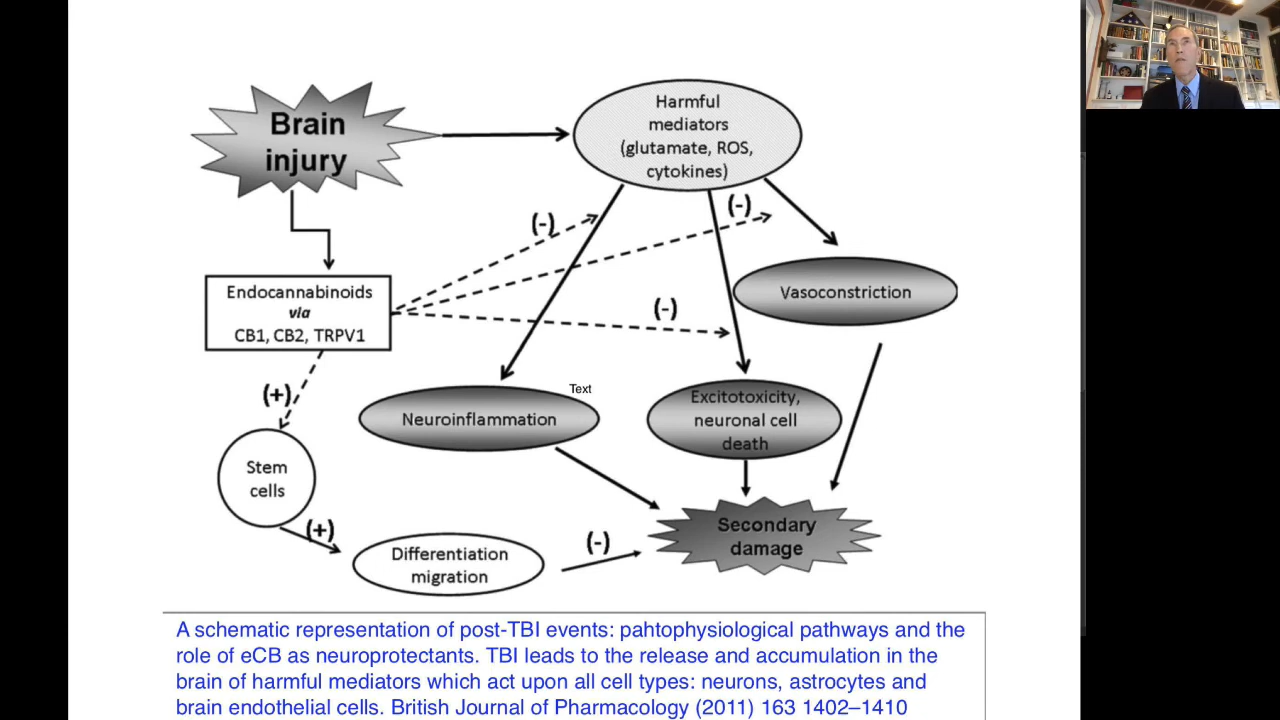 Brain
injury
Harmful
mediators
(glutamate, ROS,
cytokines)
(-)
(-)
Endocannabinoids
via
CB1, CB2, TRPV1
(-)
Vasoconstriction
(+)
Text
Neuroinflammation
Excitotoxicity,
neuronal cell
death
Stem
cells
(+)
Differentiation
migration
(-)
Secondary
damage
A schematic representation of post-TBI events: pahtophysiological pathways and the
role of eCB as neuroprotectants. TBI leads to the release and accumulation in the
brain of harmful mediators which act upon all cell types: neurons, astrocytes and
brain endothelial cells. British Journal of Pharmacology (2011) 163 1402–1410